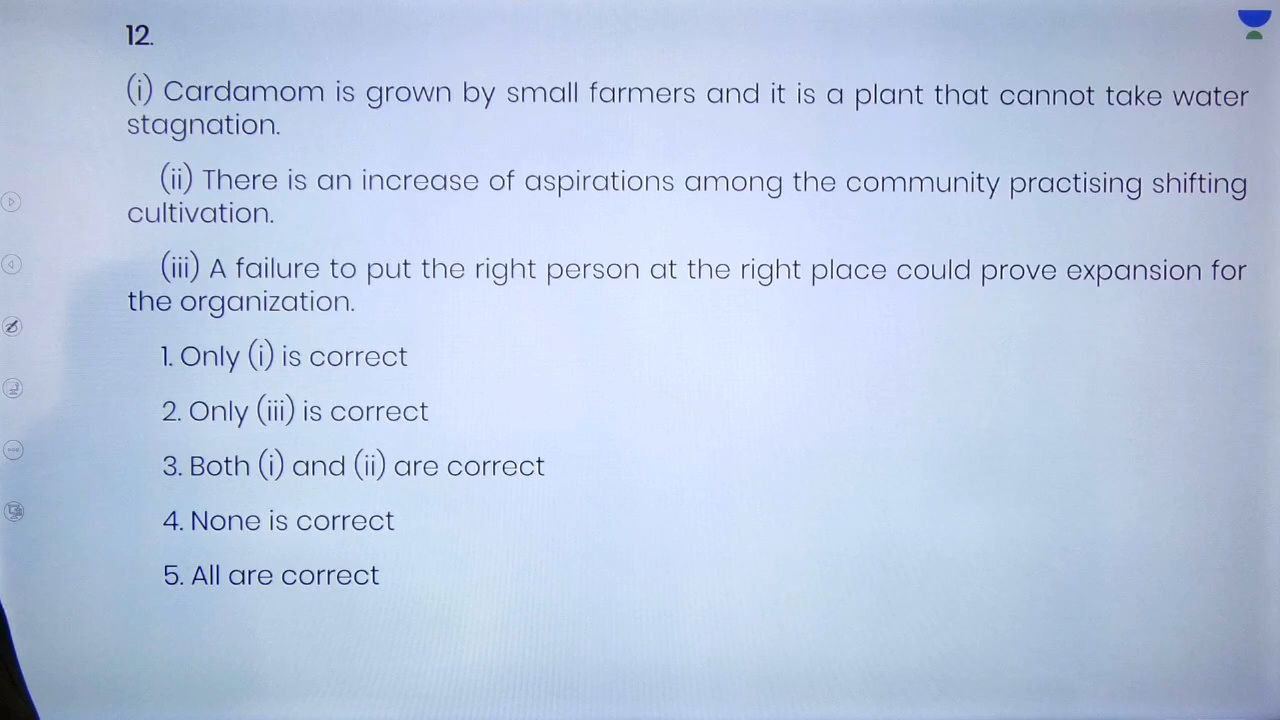 12.
(i) Cardamom is grown by small farmers and it is a plant that cannot take water
stagnation.
(ii) There is an increase of aspirations among the community practising shifting
cultivation.
(iii) A failure to put the right person at the right place could prove expansion for
the organization.
1. Only (i) is correct
2. Only (iii) is correct
3. Both (i) and (ii) are correct
4. None is correct
5. All are correct